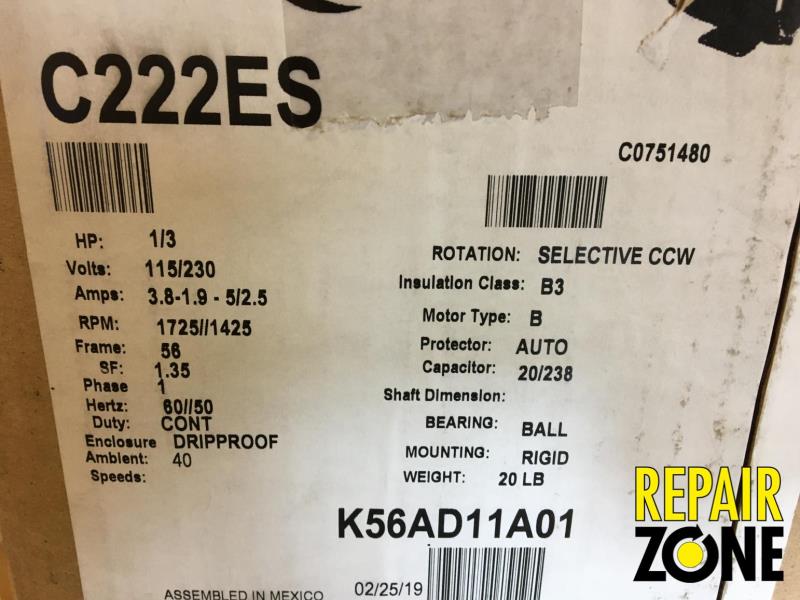 C222ES
C0751480
HP: 1/3
Volts: 115/230
Amps: 3.8-1.9 - 5/2.5
RPM: 1725//1425
Frame: 56
SF: 1.35
Phase 1
Hertz: 60//50
Duty: CONT
Enclosure DRIPPROOF
Ambient: 40
Speeds:
ROTATION: SELECTIVE CCW
Insulation Class: B3
Motor Type: B
Protector: AUTO
Capacitor: 20/238
Shaft Dimension:
BEARING: BALL
MOUNTING: RIGID
WEIGHT: 20 LB
K56AD11A01
ASSEMBLED IN MEXICO 02/25/19
REPAIR
ZONE